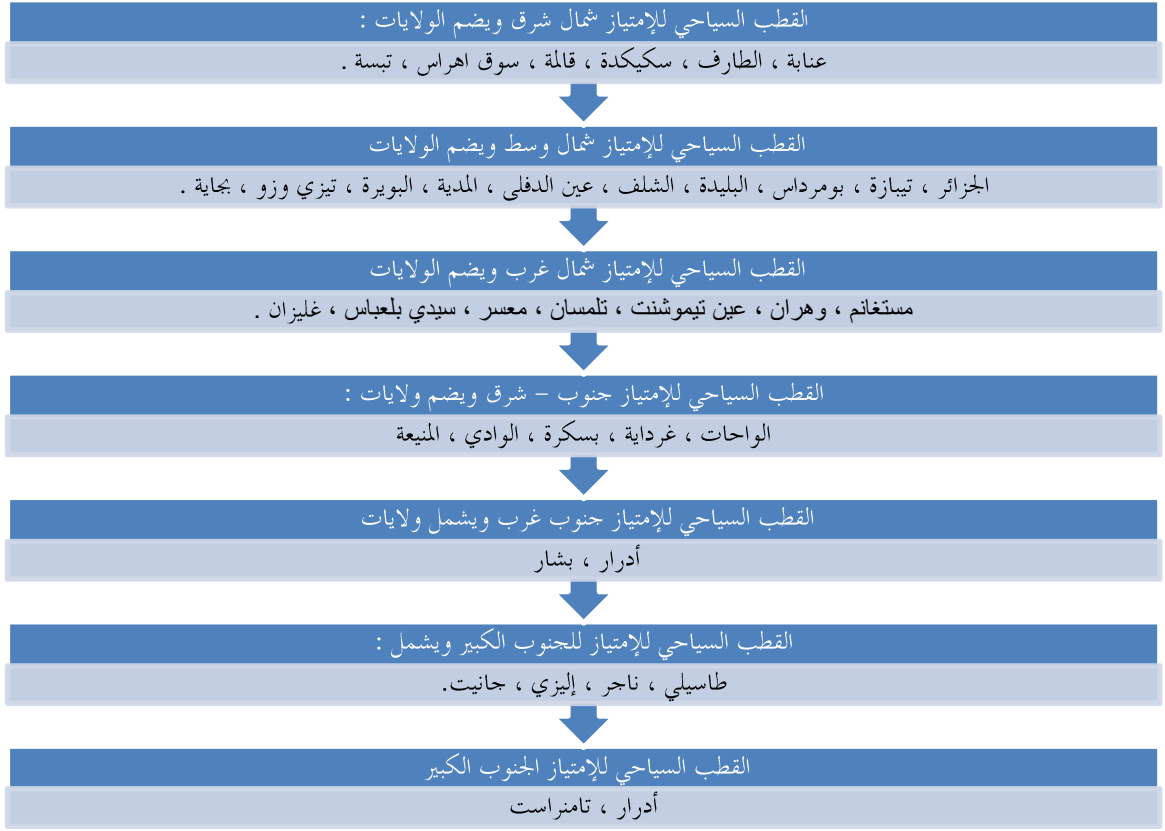 القطب السياحي للإمتياز شمال شرق ويضم الولايات :
عنابة ، الطارف ، سكيكدة ، قالمة ، سوق اهراس ، تبسة .
القطب السياحي للإمتياز شمال وسط ويضم الولايات
الجزائر ، تيبازة ، بومرداس ، البليدة ، الشلف ، عين الدفلى ، المدية ، البويرة ، تيزي وزو ، بجاية .
القطب السياحي للإمتياز شمال غرب ويضم الولايات
مستغانم ، وهران ، عين تيموشنت ، تلمسان ، معسر ، سيدي بلعباس ، غليزان .
القطب السياحي للإمتياز جنوب – شرق ويضم ولايات :
الواحات ، غرداية ، بسكرة ، الوادي ، المنيعة
القطب السياحي للإمتياز جنوب غرب ويشمل ولايات
أدرار ، بشار
القطب السياحي للإمتياز للجنوب الكبير ويشمل :
طاسيلي ، ناجر ، إليزي ، جانيت.
القطب السياحي للإمتياز الجنوب الكبير
أدرار ، تامنراست